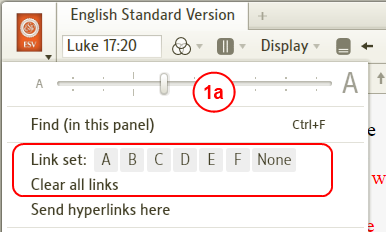 English Standard Version +
ESV
Luke 17:20 Display
A A
1a
Find (in this panel) Ctrl+F
Link set: A B C D E F None
Clear all links
Send hyperlinks here
e
w
e